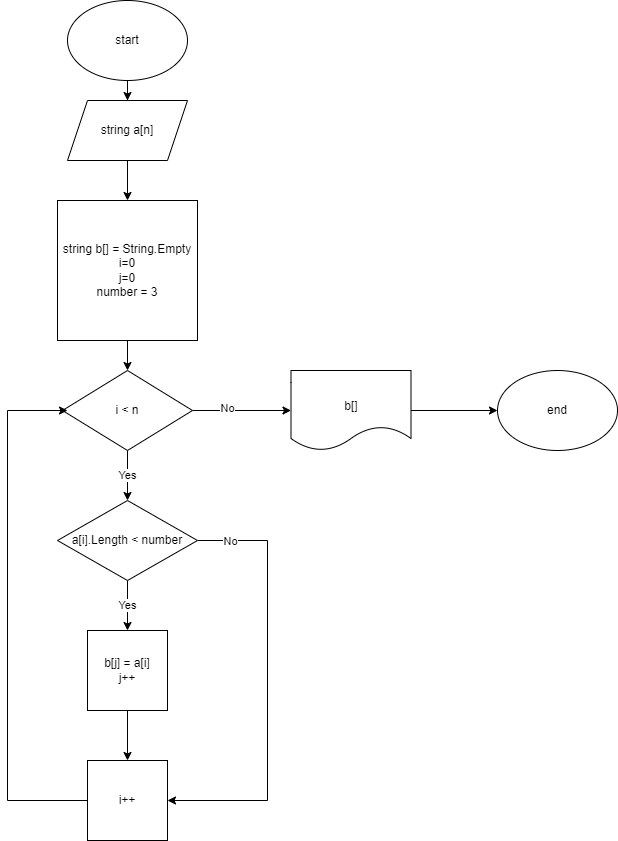 start
string a[n]
string b[] = String.Empty
i=0
j=0
number = 3
i < n
No
b[]
end
Yes
a[i].Length < number
No
Yes
b[j] = a[i]
j++
i++